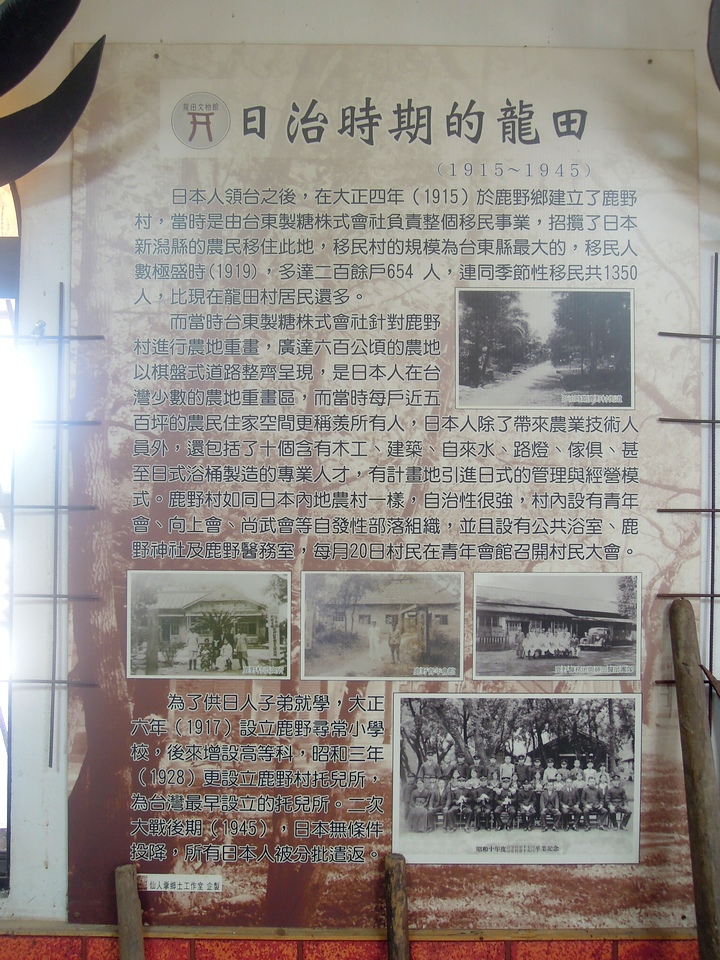 龍田文物館
日治時期的龍田
(1915~1945)
日本人領台之後，在大正四年（1915）於鹿野鄉建立了鹿野
村，當時是由台東製糖株式會社負責整個移民事業，招攬了日本
新潟縣的農民移住此地，移民村的規模為台東縣最大的，移民人
數極盛時(1919)，多達二百餘戶654 人，連同季節性移民共1350
人，比現在龍田村居民還多。
而當時台東製糖株式會社針對鹿野
村進行農地重畫，廣達六百公頃的農地
以棋盤式道路整齊呈現，是日本人在台
灣少數的農地重畫區，而當時每戶近五
百坪的農民住家空間更稱羨所有人，日本人除了帶來農業技術人
員外，還包括了十個含有木工、建築、自來水、路燈、傢俱、甚
至日式浴桶製造的專業人才，有計畫地引進日式的管理與經營模
式。鹿野村如同日本內地農村一樣，自治性很強，村內設有青年
會、向上會、尚武會等自發性部落組織，並且設有公共浴室、鹿
野神社及鹿野醫務室，每月20日村民在青年會館召開村民大會。
為了供日人子弟就學，大正
六年（1917）設立鹿野尋常小學
校，後來增設高等科，昭和三年
（1928）更設立鹿野村托兒所，
為台灣最早設立的托兒所。二次
大戰後期（1945），日本無條件
投降，所有日本人被分批遣返。
昭和十年度 卒業記念
仙人掌鄉土工作室 企製